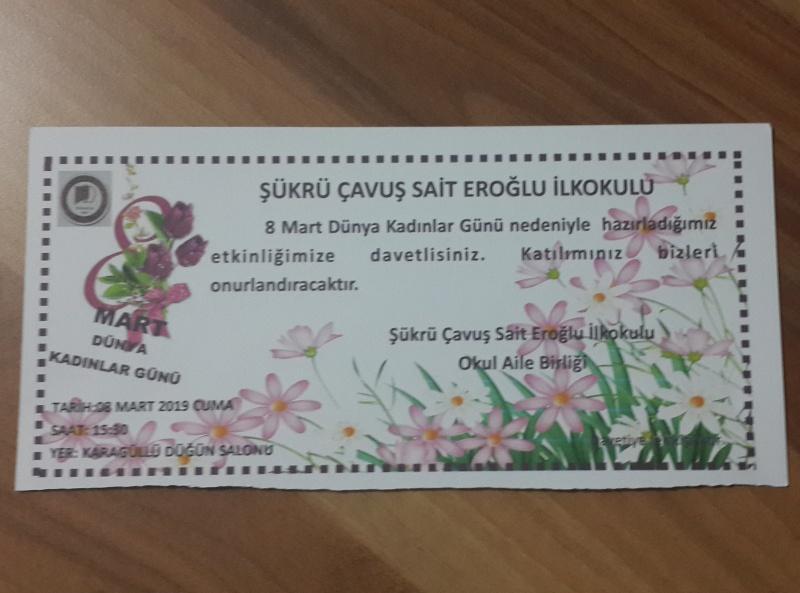 ŞÜKRÜ ÇAVUŞ SAİT EROĞLU İLKOKULU
8 Mart Dünya Kadınlar Günü nedeniyle hazırladığımız
etkinliğimize davetlisiniz. Katılımınız bizleri
onurlandıracaktır.
8
MART
DÜNYA
KADINLAR GÜNÜ
Şükrü Çavuş Sait Eroğlu İlkokulu
Okul Aile Birliği
TARİH:08 MART 2019 CUMA
SAAT: 15:30
YER: KARAGÜLLÜ DÜĞÜN SALONU